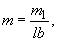 m = m₁ / lb ,